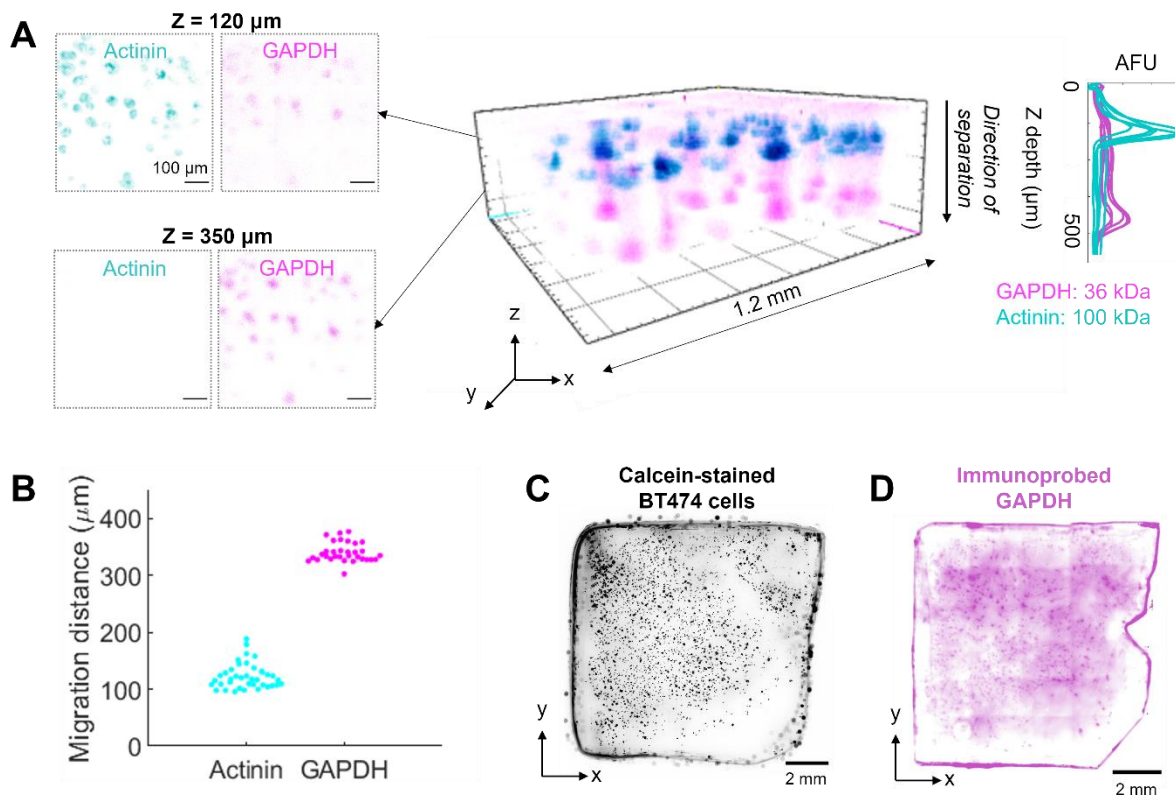 A
Z = 120 µm
Actinin
GAPDH
100 µm
Z = 350 µm
Actinin
GAPDH
Direction of
separation
1.2 mm
z
y
x
AFU
0
Z depth (µm)
500
GAPDH: 36 kDa
Actinin: 100 kDa
B
Migration distance (µm)
400
300
200
100
0
Actinin
GAPDH
C
Calcein-stained
BT474 cells
y
x
2 mm
D
Immunoprobed
GAPDH
y
x
2 mm